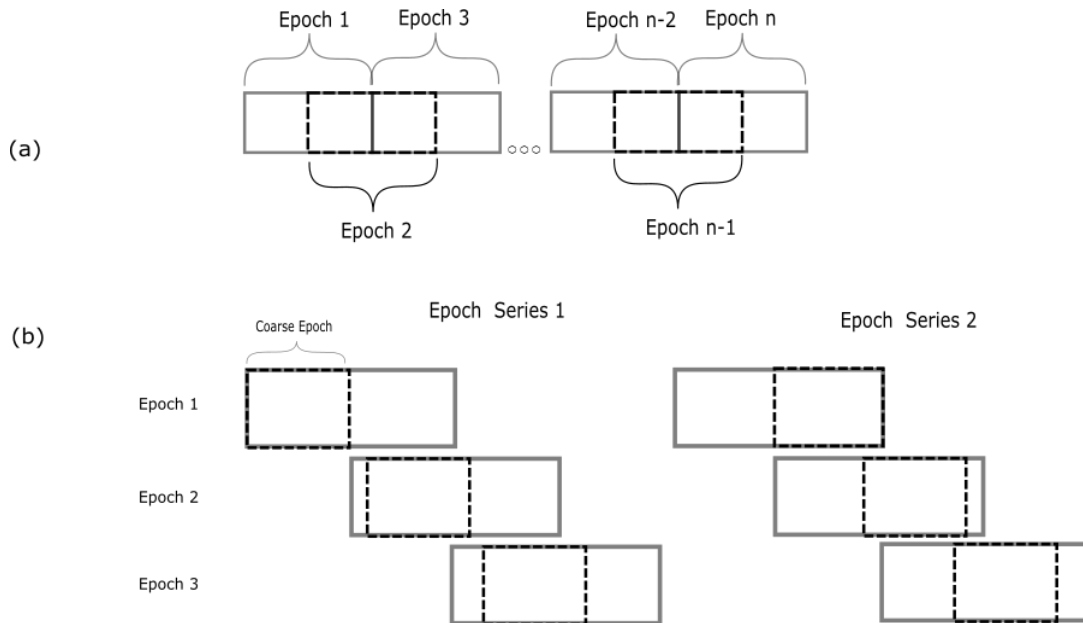 Epoch 1
Epoch 3
Epoch n-2
Epoch n
(a)
Epoch 2
Epoch n-1
(b)
Epoch Series 1
Epoch Series 2
Coarse Epoch
Epoch 1
Epoch 2
Epoch 3